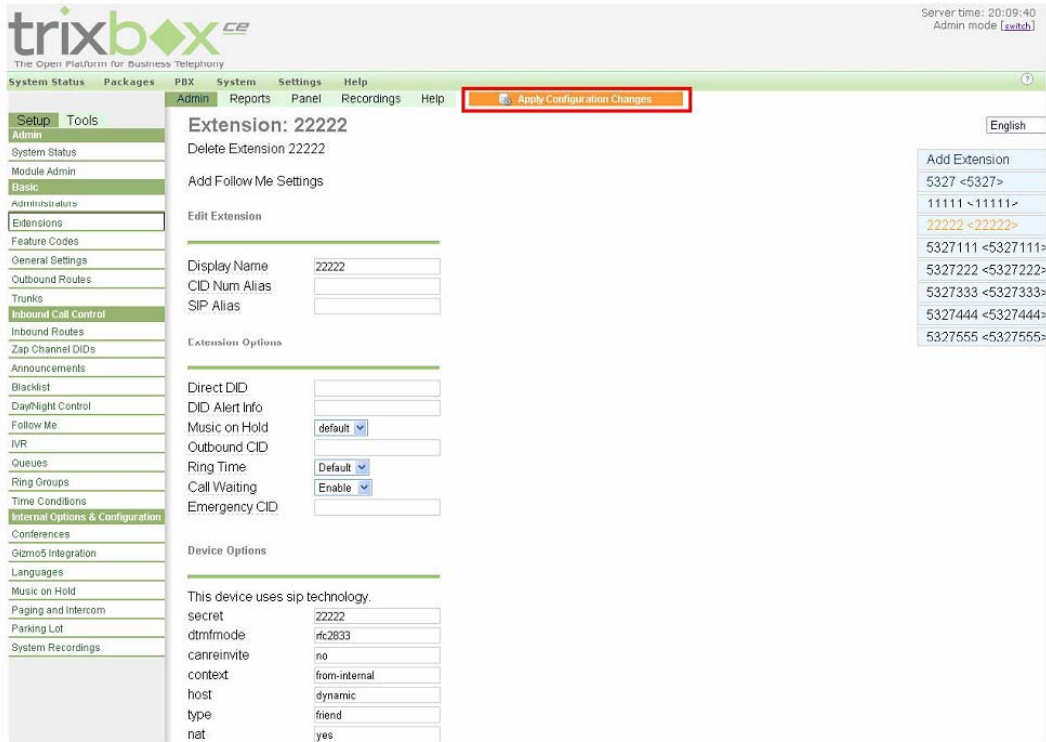 trixbox ce
The Open Platform for Business Telephony
Server time: 20:09:40
Admin mode [switch]
System Status Packages PBX System Settings Help ?
Admin Reports Panel Recordings Help Apply Configuration Changes
Setup Tools
Admin
System Status
Module Admin
Basic
Administrators
Extensions
Feature Codes
General Settings
Outbound Routes
Trunks
Inbound Call Control
Inbound Routes
Zap Channel DIDs
Announcements
Blacklist
Day/Night Control
Follow Me
IVR
Queues
Ring Groups
Time Conditions
Internal Options & Configuration
Conferences
Gizmo5 Integration
Languages
Music on Hold
Paging and Intercom
Parking Lot
System Recordings
Extension: 22222
Delete Extension 22222
Add Follow Me Settings
Edit Extension
Display Name 22222
CID Num Alias
SIP Alias
Extension Options
Direct DID
DID Alert Info
Music on Hold default
Outbound CID
Ring Time Default
Call Waiting Enable
Emergency CID
Device Options
This device uses sip technology.
secret 22222
dtmfmode rfc2833
canreinvite no
context from-internal
host dynamic
type friend
nat yes
English
Add Extension
5327 <5327>
11111 <11111>
22222 <22222>
5327111 <5327111>
5327222 <5327222>
5327333 <5327333>
5327444 <5327444>
5327555 <5327555>